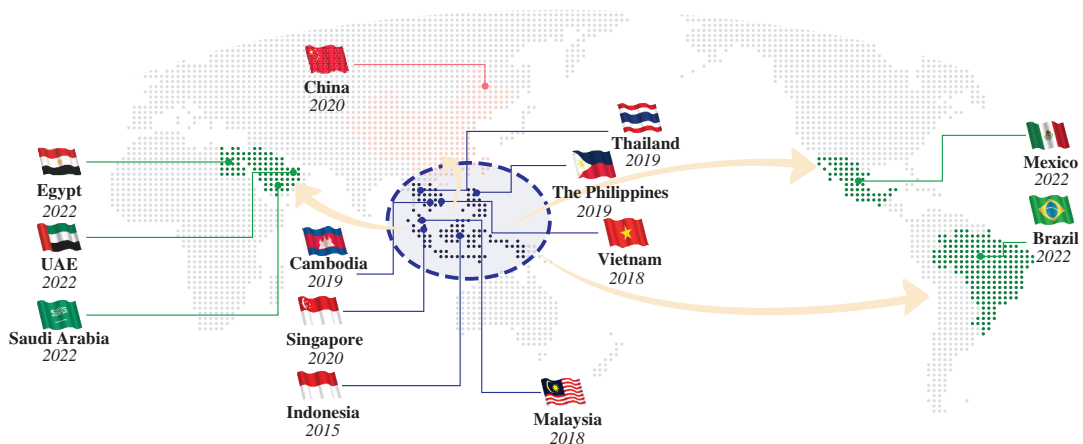 China
2020
Thailand
2019
Egypt
2022
The Philippines
2019
Mexico
2022
UAE
2022
Cambodia
2019
Vietnam
2018
Brazil
2022
Saudi Arabia
2022
Singapore
2020
Indonesia
2015
Malaysia
2018